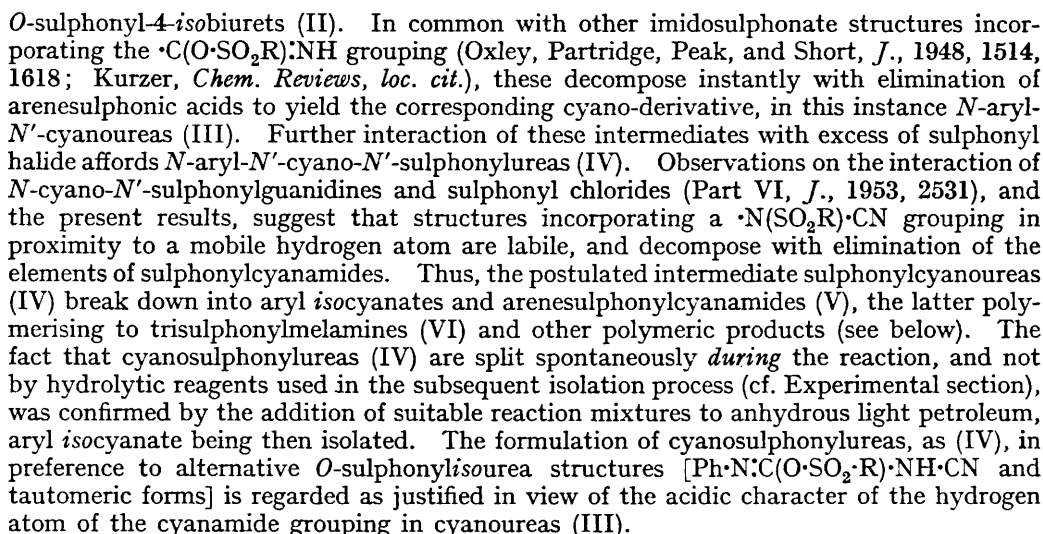 O-sulphonyl-4-isobiurets (II). In common with other imidosulphonate structures incor-
porating the ·C(O·SO₂R):NH grouping (Oxley, Partridge, Peak, and Short, J., 1948, 1514,
1618; Kurzer, Chem. Reviews, loc. cit.), these decompose instantly with elimination of
arenesulphonic acids to yield the corresponding cyano-derivative, in this instance N-aryl-
N′-cyanoureas (III). Further interaction of these intermediates with excess of sulphonyl
halide affords N-aryl-N′-cyano-N′-sulphonylureas (IV). Observations on the interaction of
N-cyano-N′-sulphonylguanidines and sulphonyl chlorides (Part VI, J., 1953, 2531), and
the present results, suggest that structures incorporating a ·N(SO₂R)·CN grouping in
proximity to a mobile hydrogen atom are labile, and decompose with elimination of the
elements of sulphonylcyanamides. Thus, the postulated intermediate sulphonylcyanoureas
(IV) break down into aryl isocyanates and arenesulphonylcyanamides (V), the latter poly-
merising to trisulphonylmelamines (VI) and other polymeric products (see below). The
fact that cyanosulphonylureas (IV) are split spontaneously during the reaction, and not
by hydrolytic reagents used in the subsequent isolation process (cf. Experimental section),
was confirmed by the addition of suitable reaction mixtures to anhydrous light petroleum,
aryl isocyanate being then isolated. The formulation of cyanosulphonylureas, as (IV), in
preference to alternative O-sulphonylisourea structures [Ph·N:C(O·SO₂·R)·NH·CN and
tautomeric forms] is regarded as justified in view of the acidic character of the hydrogen
atom of the cyanamide grouping in cyanoureas (III).